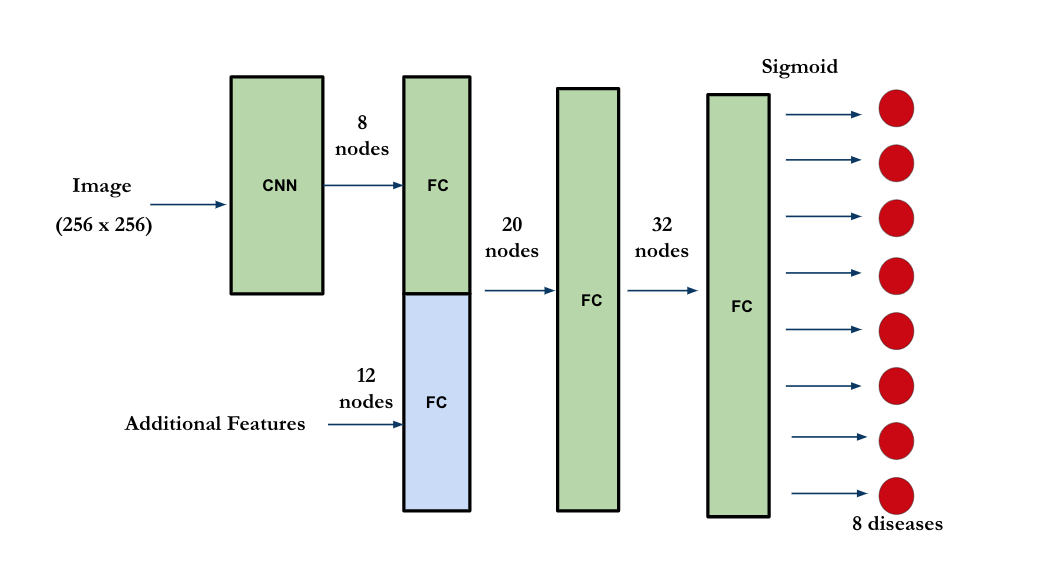 Sigmoid
8
nodes
CNN
FC
Image
(256 x 256)
20
nodes
32
nodes
FC
FC
12
nodes
FC
Additional Features
8 diseases